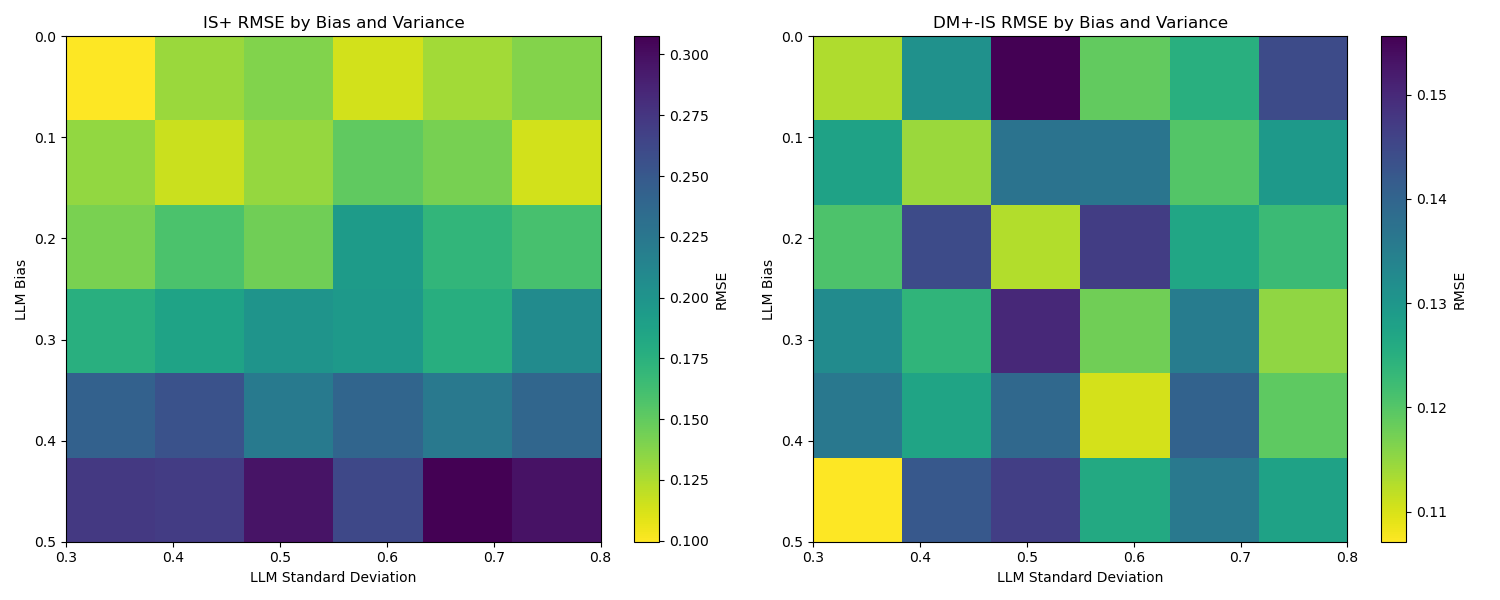 IS+ RMSE by Bias and Variance
0.0
0.1
0.2
0.3
0.4
0.5
LLM Bias
0.3 0.4 0.5 0.6 0.7 0.8
LLM Standard Deviation
0.300
0.275
0.250
0.225
0.200
0.175
0.150
0.125
0.100
RMSE
DM+-IS RMSE by Bias and Variance
0.0
0.1
0.2
0.3
0.4
0.5
LLM Bias
0.3 0.4 0.5 0.6 0.7 0.8
LLM Standard Deviation
0.15
0.14
0.13
0.12
0.11
RMSE